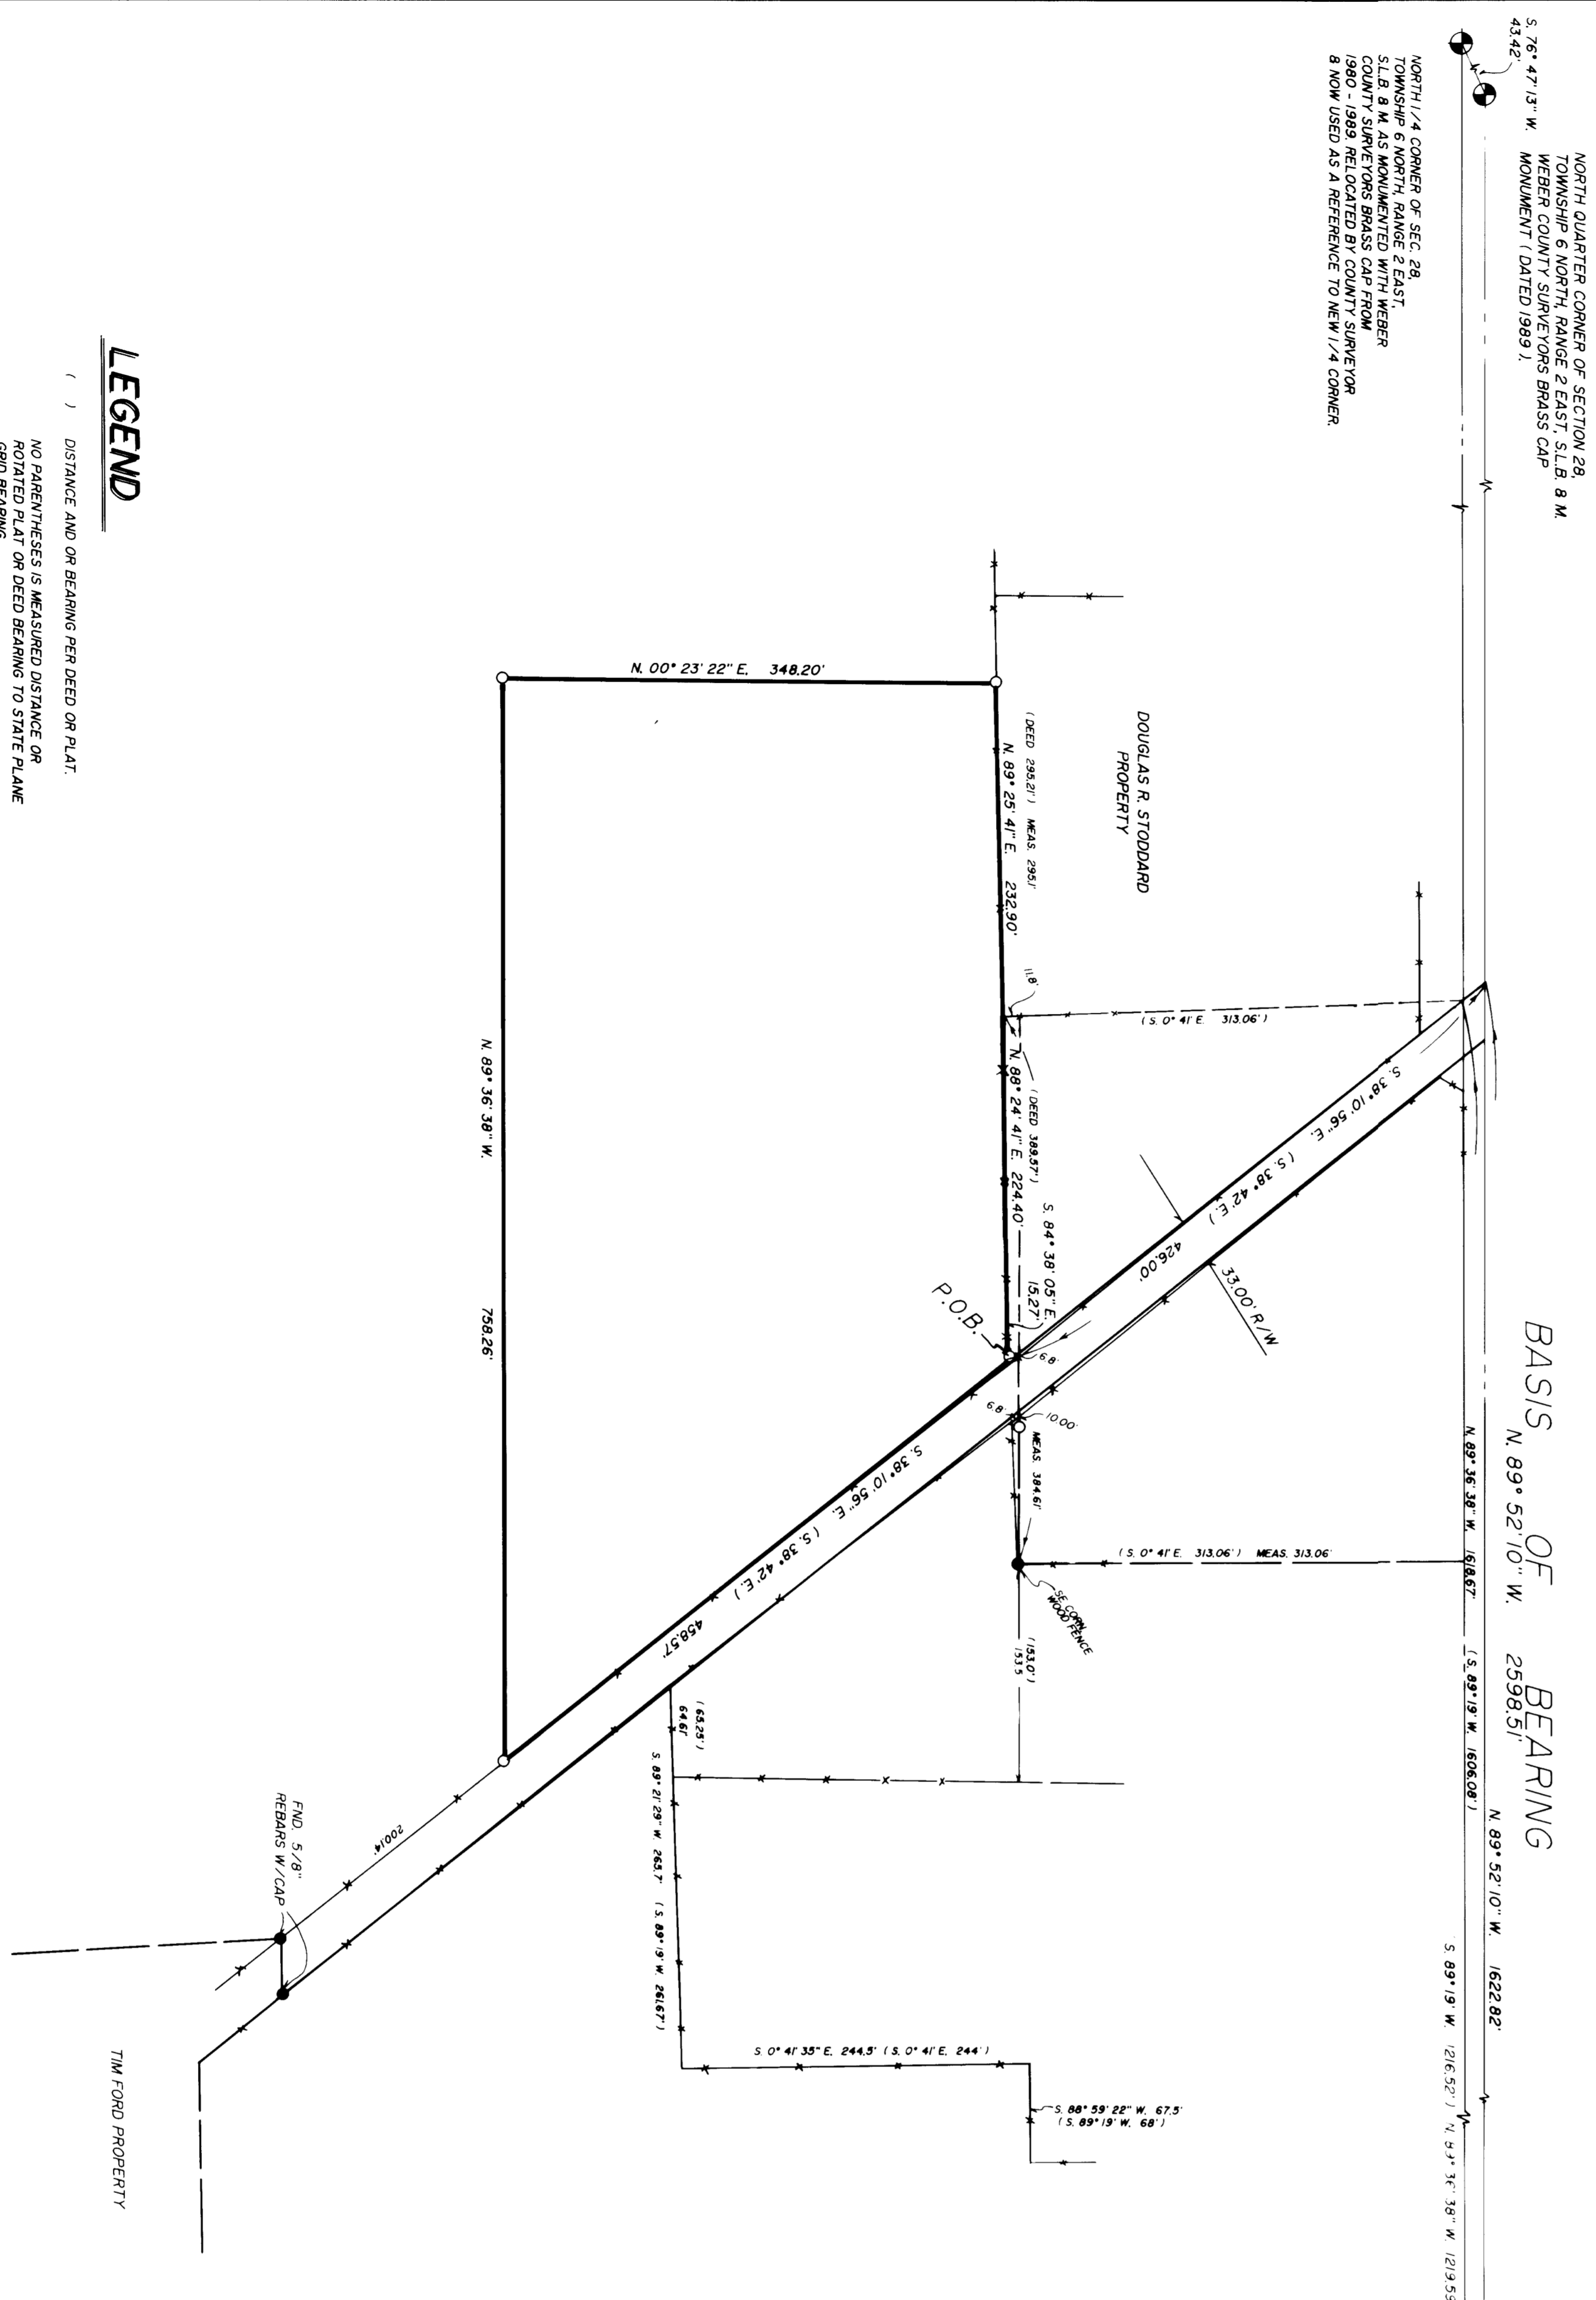 NORTH QUARTER CORNER OF SECTION 28,
TOWNSHIP 6 NORTH, RANGE 2 EAST, S.L.B. & M.
WEBER COUNTY SURVEYORS BRASS CAP
MONUMENT ( DATED 1989 ).
S. 76° 47' 13" W.
43.42'
NORTH 1/4 CORNER OF SEC. 28,
TOWNSHIP 6 NORTH, RANGE 2 EAST,
S.L.B. & M. AS MONUMENTED WITH WEBER
COUNTY SURVEYORS BRASS CAP FROM
1980 - 1989. RELOCATED BY COUNTY SURVEYOR
& NOW USED AS A REFERENCE TO NEW 1/4 CORNER.
BASIS OF BEARING
N. 89° 52' 10" W. 2598.51'
N. 89° 52' 10" W. 1622.82'
N. 89° 36' 38" W. 1618.67' ( S. 89° 19' W. 1606.08' )
S. 89° 19' W. 1216.52' ) N. 89° 36' 38" W. 1219.59
DOUGLAS R. STODDARD
PROPERTY
( DEED 295.21' ) MEAS. 295.1'
N. 89° 25' 41" E. 232.90'
N. 00° 23' 22" E. 348.20'
11.8'
( S. 0° 41' E. 313.06' )
( DEED 389.57' )
N. 88° 24' 41" E. 224.40'
S. 84° 38' 05" E.
15.27'
P.O.B.
6.8'
6.8'
10.00'
S. 38° 10' 56" E. ( S. 38° 42' E. )
426.00'
33.00' R/W
MEAS. 384.61'
( S. 0° 41' E. 313.06' ) MEAS. 313.06'
SE CORN.
WOOD FENCE
( 153.0' )
153.5
S. 38° 10' 56" E. ( S. 38° 42' E. )
458.57'
N. 89° 36' 38" W. 758.26'
( 65.25' )
64.61'
S. 89° 21' 29" W. 263.7' ( S. 89° 19' W. 261.67' )
S. 0° 41' 35" E. 244.5' ( S. 0° 41' E. 244' )
S. 88° 59' 22" W. 67.5'
( S. 89° 19' W. 68' )
200.14'
FND. 5/8"
REBARS W/CAP
TIM FORD PROPERTY
LEGEND
( ) DISTANCE AND OR BEARING PER DEED OR PLAT.
NO PARENTHESES IS MEASURED DISTANCE OR
ROTATED PLAT OR DEED BEARING TO STATE PLANE
GRID BEARING